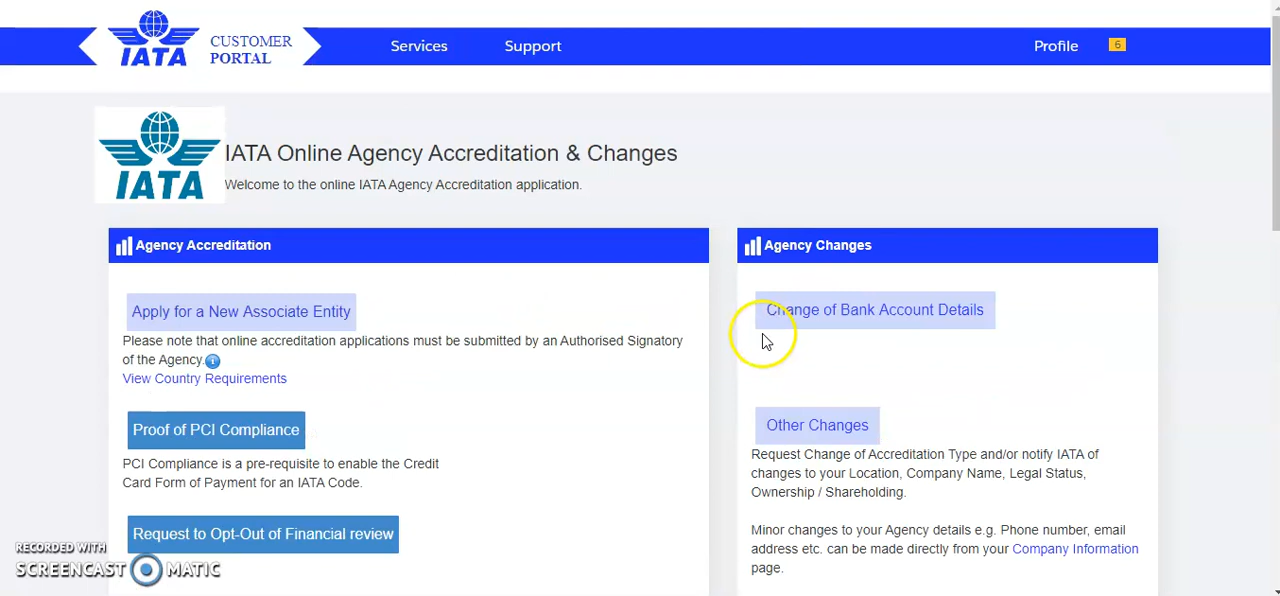 IATA
CUSTOMER
PORTAL
Services
Support
Profile
6
IATA
IATA Online Agency Accreditation & Changes
Welcome to the online IATA Agency Accreditation application.
Agency Accreditation
Apply for a New Associate Entity
Please note that online accreditation applications must be submitted by an Authorised Signatory
of the Agency.
View Country Requirements
Proof of PCI Compliance
PCI Compliance is a pre-requisite to enable the Credit
Card Form of Payment for an IATA Code.
Request to Opt-Out of Financial review
Agency Changes
Change of Bank Account Details
Other Changes
Request Change of Accreditation Type and/or notify IATA of
changes to your Location, Company Name, Legal Status,
Ownership / Shareholding.
Minor changes to your Agency details e.g. Phone number, email
address etc. can be made directly from your Company Information
page.
RECORDED WITH
SCREENCAST MATIC